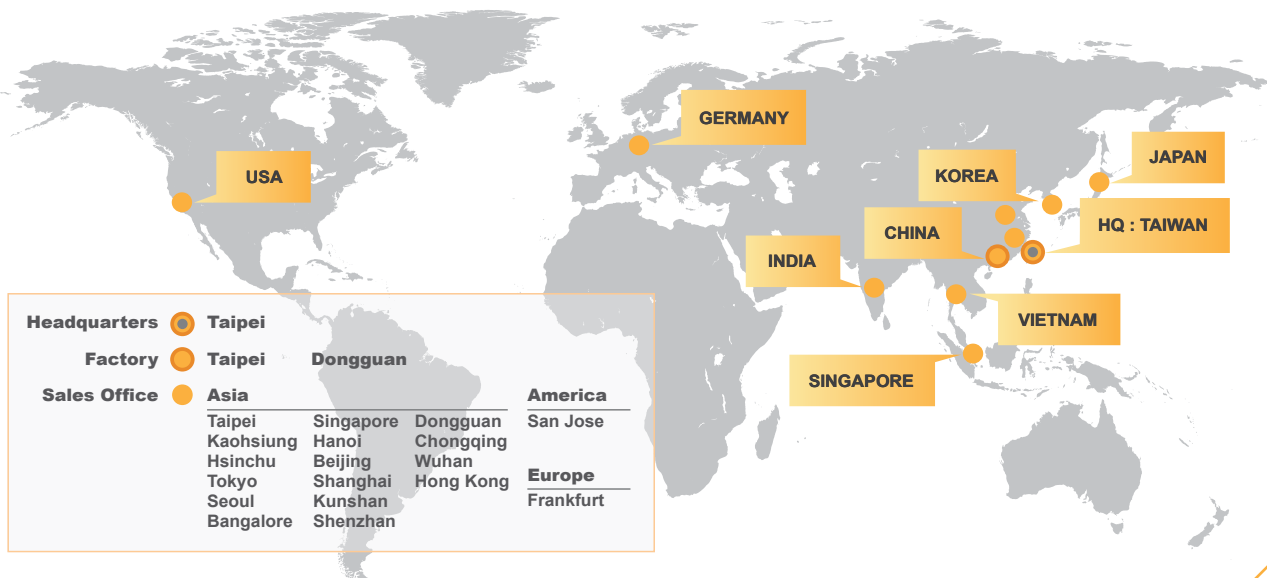 GERMANY
JAPAN
USA
KOREA
HQ : TAIWAN
CHINA
INDIA
VIETNAM
SINGAPORE
Headquarters Taipei
Factory Taipei Dongguan
Sales Office Asia America
Taipei Singapore Dongguan San Jose
Kaohsiung Hanoi Chongqing
Hsinchu Beijing Wuhan
Europe
Tokyo Shanghai Hong Kong
Seoul Kunshan Frankfurt
Bangalore Shenzhan